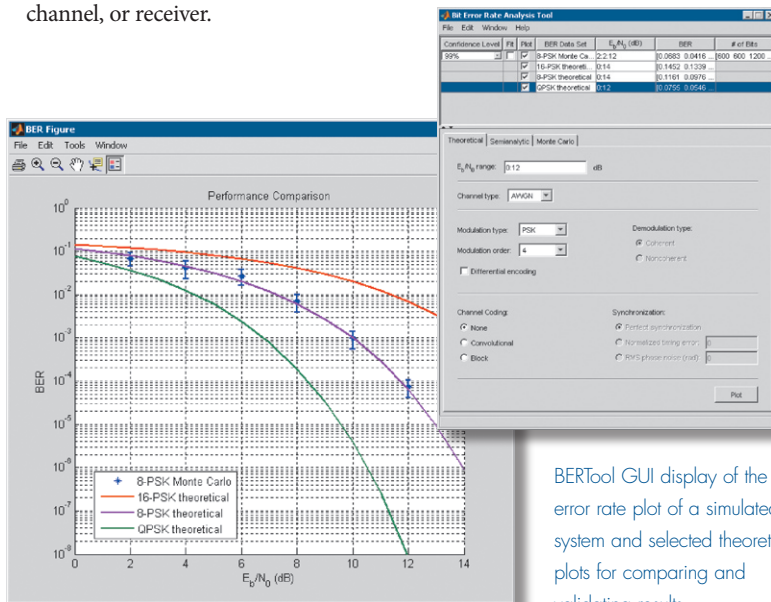 channel, or receiver.
Bit Error Rate Analysis Tool
File Edit Window Help
Confidence Level Fit Plot BER Data Set Eb/N0 (dB) BER # of Bits
99% 8-PSK Monte Ca... 2:2:12 [0.0683 0.0416 ... [600 600 1200 ...
16-PSK theoreti... 0:14 [0.1452 0.1339 ...
8-PSK theoretical 0:14 [0.1161 0.0976 ...
QPSK theoretical 0:12 [0.0755 0.0546 ...
Theoretical Semianalytic Monte Carlo
Eb/N0 range: 0:12 dB
Channel type: AWGN
Modulation type: PSK
Demodulation type:
Modulation order: 4
Coherent
Noncoherent
Differential encoding
Channel Coding:
Synchronization:
None
Perfect synchronization
Convolutional
Normalized timing error: 0
Block
RMS phase noise (rad): 0
Plot
BER Figure
File Edit Tools Window
Performance Comparison
BER
10^0
10^-1
10^-2
10^-3
10^-4
10^-5
10^-6
10^-7
10^-8
8-PSK Monte Carlo
16-PSK theoretical
8-PSK theoretical
QPSK theoretical
0 2 4 6 8 10 12 14
Eb/N0 (dB)
BERTool GUI display of the
error rate plot of a simulated
system and selected theoret
plots for comparing and
validating results